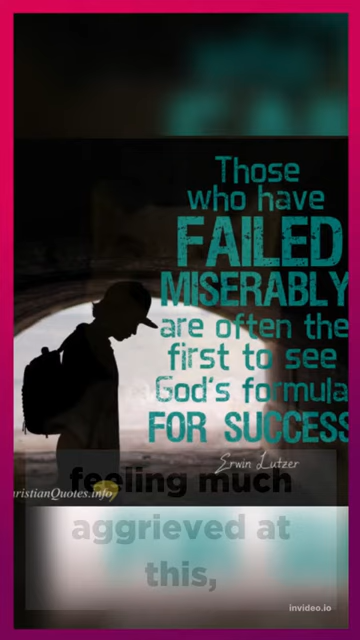 Those
who have
FAILED
MISERABLY
are often the
first to see
God's formula
FOR SUCCESS
Erwin Lutzer
feeling much
ristianQuotes.info
aggrieved at
this,
invideo.io